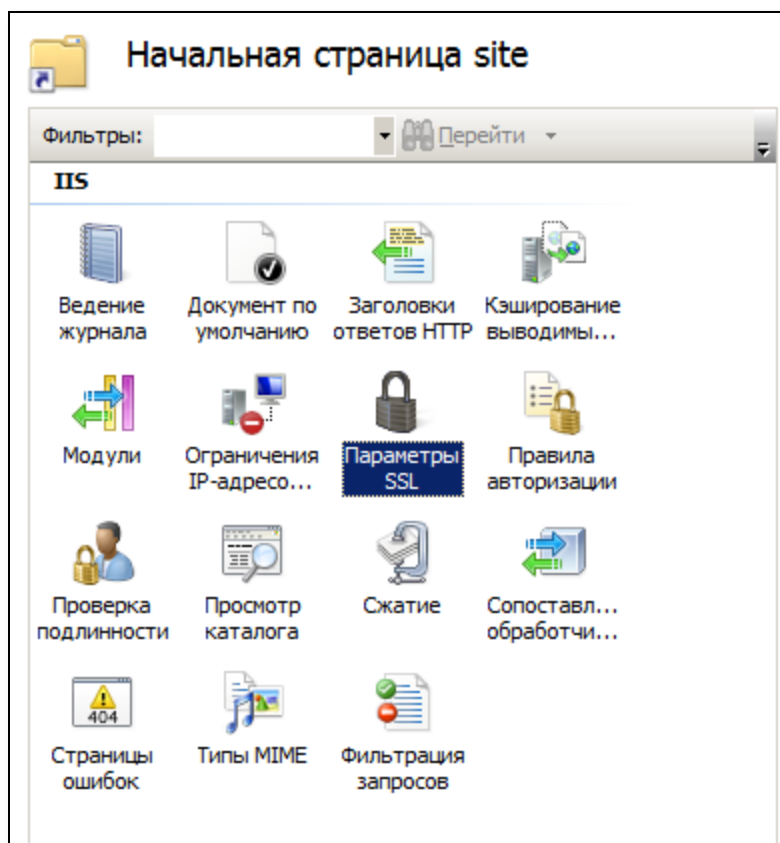 Начальная страница site
Фильтры: Перейти
IIS
Ведение журнала
Документ по умолчанию
Заголовки ответов HTTP
Кэширование выводимы...
Модули
Ограничения IP-адресо...
Параметры SSL
Правила авторизации
Проверка подлинности
Просмотр каталога
Сжатие
Сопоставл... обработчи...
404
Страницы ошибок
Типы MIME
Фильтрация запросов